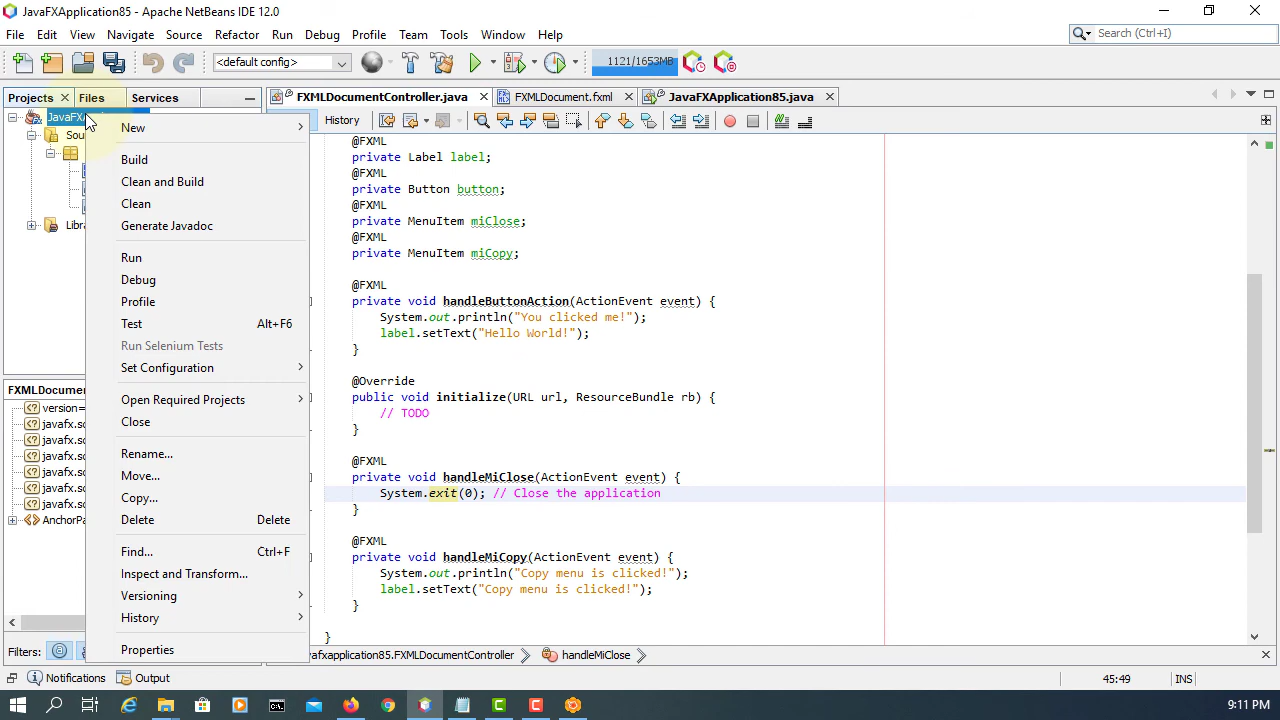 JavaFXApplication85 - Apache NetBeans IDE 12.0
File Edit View Navigate Source Refactor Run Debug Profile Team Tools Window Help
Search (Ctrl+I)
<default config>
1121/1653MB
Projects Files Services
FXMLDocumentController.java FXMLDocument.fxml JavaFXApplication85.java
History
New
Build
Clean and Build
Clean
Generate Javadoc
Run
Debug
Profile
Test Alt+F6
Run Selenium Tests
Set Configuration
Open Required Projects
Close
Rename...
Move...
Copy...
Delete Delete
Find... Ctrl+F
Inspect and Transform...
Versioning
History
Properties
@FXML
private Label label;
@FXML
private Button button;
@FXML
private MenuItem miClose;
@FXML
private MenuItem miCopy;
@FXML
private void handleButtonAction(ActionEvent event) {
System.out.println("You clicked me!");
label.setText("Hello World!");
}
@Override
public void initialize(URL url, ResourceBundle rb) {
// TODO
}
@FXML
private void handleMiClose(ActionEvent event) {
System.exit(0); // Close the application
}
@FXML
private void handleMiCopy(ActionEvent event) {
System.out.println("Copy menu is clicked!");
label.setText("Copy menu is clicked!");
}
}
version=
Filters:
handleMiClose
Notifications Output
45:49 INS
9:11 PM